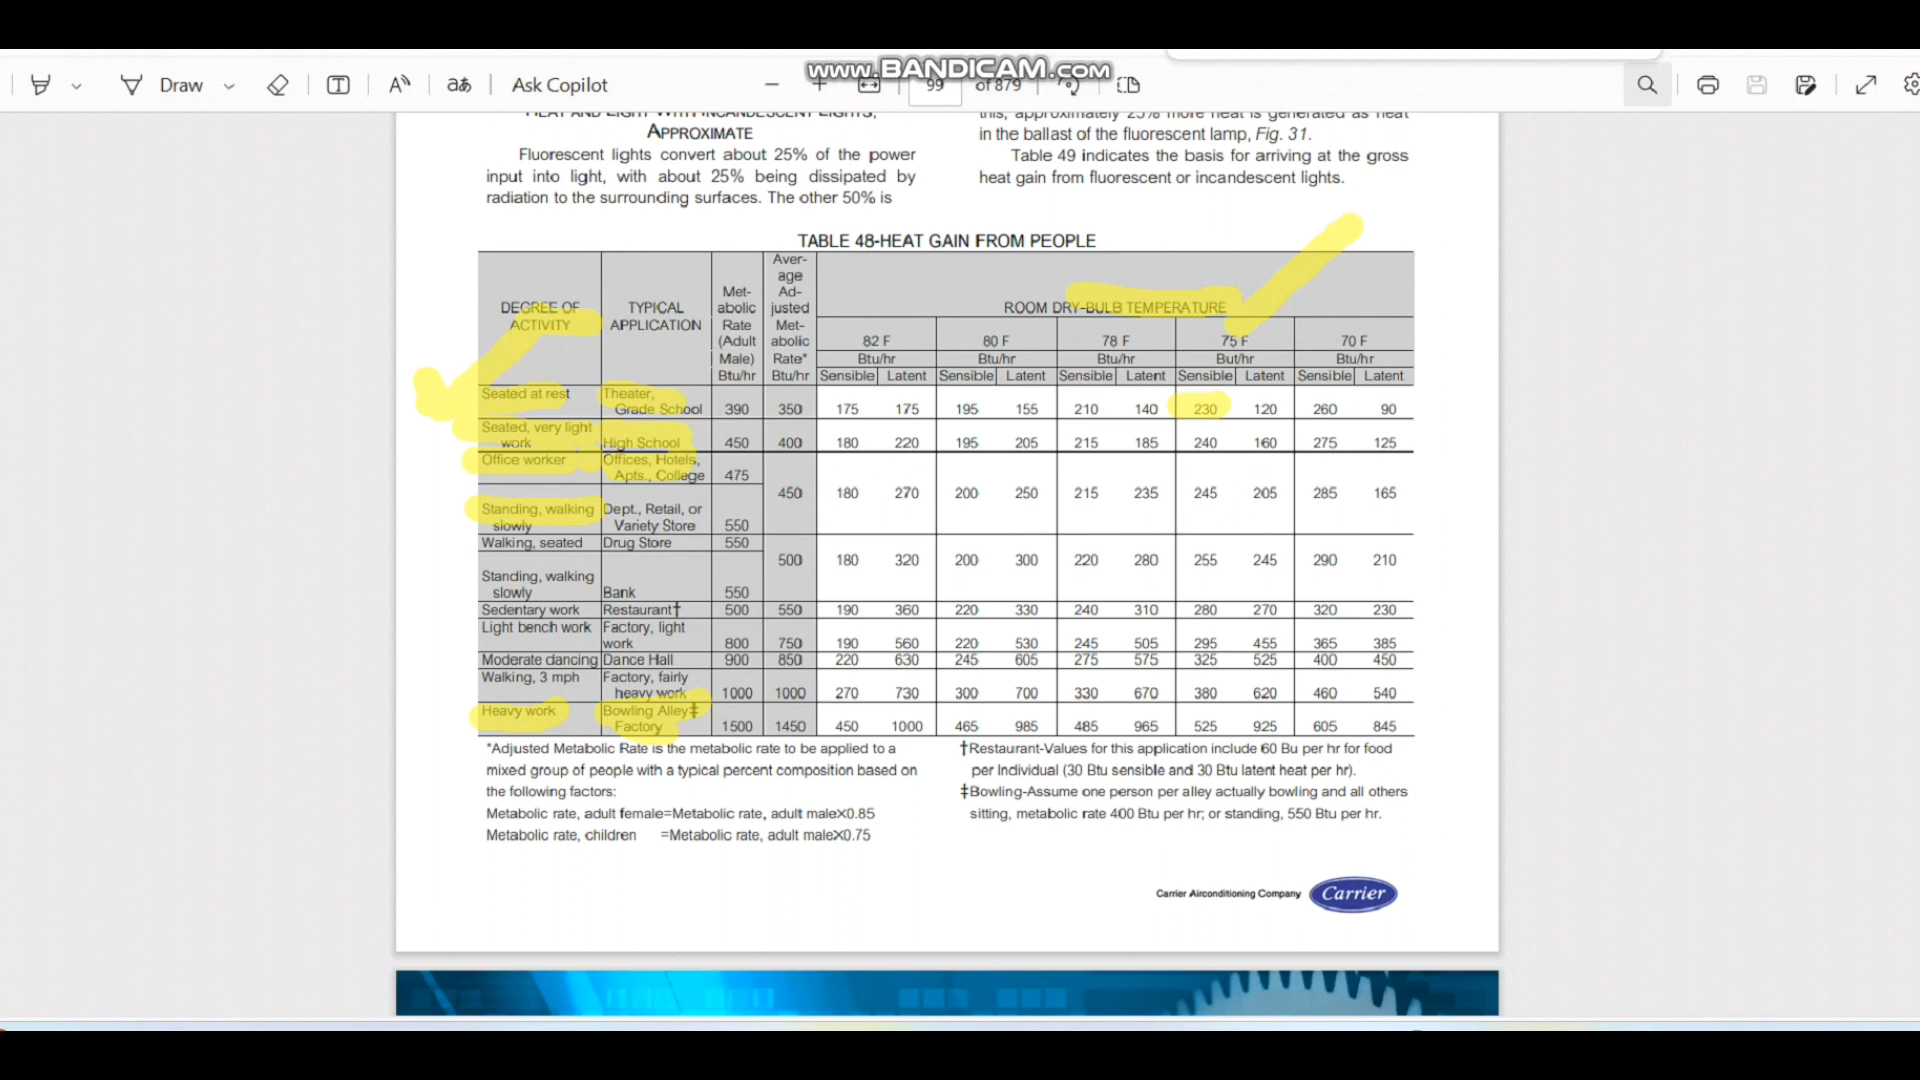 www.BANDICAM.com
Draw
Ask Copilot
99 of 879
HEAT AND LIGHT WITH INCANDESCENT LIGHTS,
APPROXIMATE
Fluorescent lights convert about 25% of the power
input into light, with about 25% being dissipated by
radiation to the surrounding surfaces. The other 50% is
this, approximately 25% more heat is generated as heat
in the ballast of the fluorescent lamp, Fig. 31.
Table 49 indicates the basis for arriving at the gross
heat gain from fluorescent or incandescent lights.
TABLE 48-HEAT GAIN FROM PEOPLE
DEGREE OF ACTIVITY
TYPICAL APPLICATION
Met-abolic Rate (Adult Male) Btu/hr
Aver-age Ad-justed Met-abolic Rate* Btu/hr
ROOM DRY-BULB TEMPERATURE
82 F 80 F 78 F 75 F 70 F
Btu/hr Btu/hr Btu/hr But/hr Btu/hr
Sensible Latent Sensible Latent Sensible Latent Sensible Latent Sensible Latent
Seated at rest Theater, Grade School 390 350 175 175 195 155 210 140 230 120 260 90
Seated, very light work High School 450 400 180 220 195 205 215 185 240 160 275 125
Office worker Offices, Hotels, Apts., College 475
450 180 270 200 250 215 235 245 205 285 165
Standing, walking slowly Dept., Retail, or Variety Store 550
Walking, seated Drug Store 550
500 180 320 200 300 220 280 255 245 290 210
Standing, walking slowly Bank 550
Sedentary work Restaurant† 500 550 190 360 220 330 240 310 280 270 320 230
Light bench work Factory, light work 800 750 190 560 220 530 245 505 295 455 365 385
Moderate dancing Dance Hall 900 850 220 630 245 605 275 575 325 525 400 450
Walking, 3 mph Factory, fairly heavy work 1000 1000 270 730 300 700 330 670 380 620 460 540
Heavy work Bowling Alley‡ Factory 1500 1450 450 1000 465 985 485 965 525 925 605 845
*Adjusted Metabolic Rate is the metabolic rate to be applied to a
mixed group of people with a typical percent composition based on
the following factors:
Metabolic rate, adult female=Metabolic rate, adult maleX0.85
Metabolic rate, children =Metabolic rate, adult maleX0.75
†Restaurant-Values for this application include 60 Bu per hr for food
per Individual (30 Btu sensible and 30 Btu latent heat per hr).
‡Bowling-Assume one person per alley actually bowling and all others
sitting, metabolic rate 400 Btu per hr; or standing, 550 Btu per hr.
Carrier Airconditioning Company Carrier